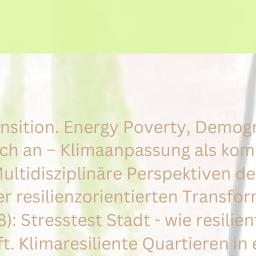 nsition. Energy Poverty, Demogr
ch an – Klimaanpassung als kom
Multidisziplinäre Perspektiven de
er resilienzorientierten Transform
8): Stresstest Stadt - wie resilient
ft. Klimaresiliente Quartieren in e